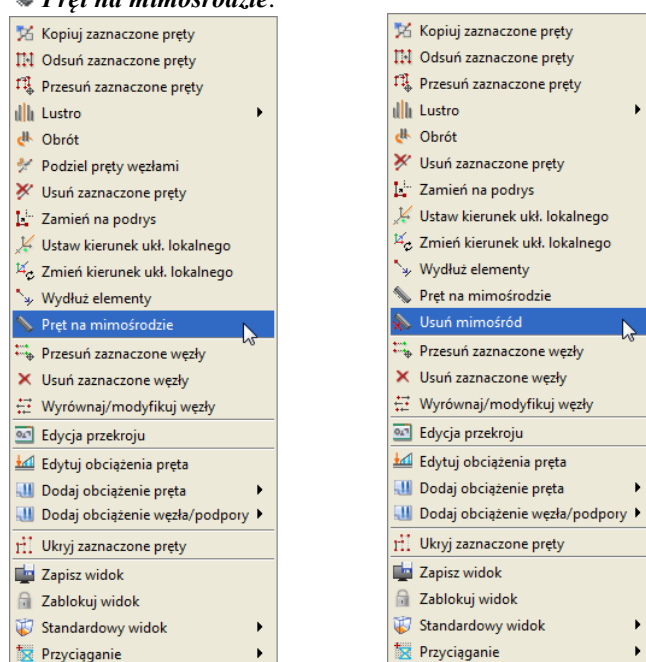 Pręt na mimośrodzie.
Kopiuj zaznaczone pręty
Odsuń zaznaczone pręty
Przesuń zaznaczone pręty
Lustro
Obrót
Podziel pręty węzłami
Usuń zaznaczone pręty
Zamień na podrys
Ustaw kierunek ukł. lokalnego
Zmień kierunek ukł. lokalnego
Wydłuż elementy
Pręt na mimośrodzie
Przesuń zaznaczone węzły
Usuń zaznaczone węzły
Wyrównaj/modyfikuj węzły
Edycja przekroju
Edytuj obciążenia pręta
Dodaj obciążenie pręta
Dodaj obciążenie węzła/podpory
Ukryj zaznaczone pręty
Zapisz widok
Zablokuj widok
Standardowy widok
Przyciąganie
Kopiuj zaznaczone pręty
Odsuń zaznaczone pręty
Przesuń zaznaczone pręty
Lustro
Obrót
Usuń zaznaczone pręty
Zamień na podrys
Ustaw kierunek ukł. lokalnego
Zmień kierunek ukł. lokalnego
Wydłuż elementy
Pręt na mimośrodzie
Usuń mimośród
Przesuń zaznaczone węzły
Usuń zaznaczone węzły
Wyrównaj/modyfikuj węzły
Edycja przekroju
Edytuj obciążenia pręta
Dodaj obciążenie pręta
Dodaj obciążenie węzła/podpory
Ukryj zaznaczone pręty
Zapisz widok
Zablokuj widok
Standardowy widok
Przyciąganie